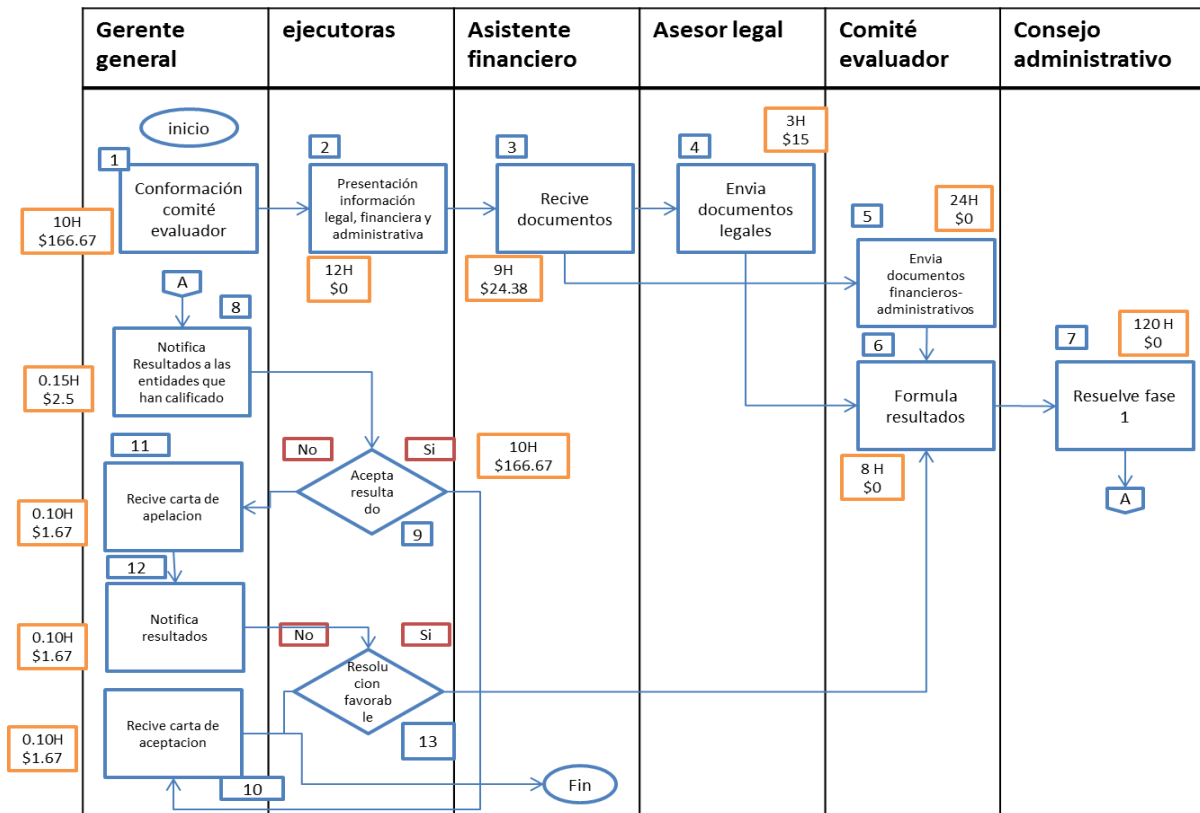 Gerente
general
ejecutoras
Asistente
financiero
Asesor legal
Comité
evaluador
Consejo
administrativo
inicio
1
Conformación
comité
evaluador
10H
$166.67
2
Presentación
información
legal, financiera y
administrativa
12H
$0
3
Recive
documentos
9H
$24.38
4
3H
$15
Envia
documentos
legales
5
24H
$0
Envia
documentos
financieros-
administrativos
6
Formula
resultados
8 H
$0
7
120 H
$0
Resuelve fase
1
A
A
8
Notifica
Resultados a las
entidades que
han calificado
0.15H
$2.5
No
Si
Acepta
resulta
do
9
10H
$166.67
11
Recive carta de
apelacion
0.10H
$1.67
12
Notifica
resultados
0.10H
$1.67
No
Si
Resolu
cion
favorab
le
13
Recive carta de
aceptacion
0.10H
$1.67
10
Fin